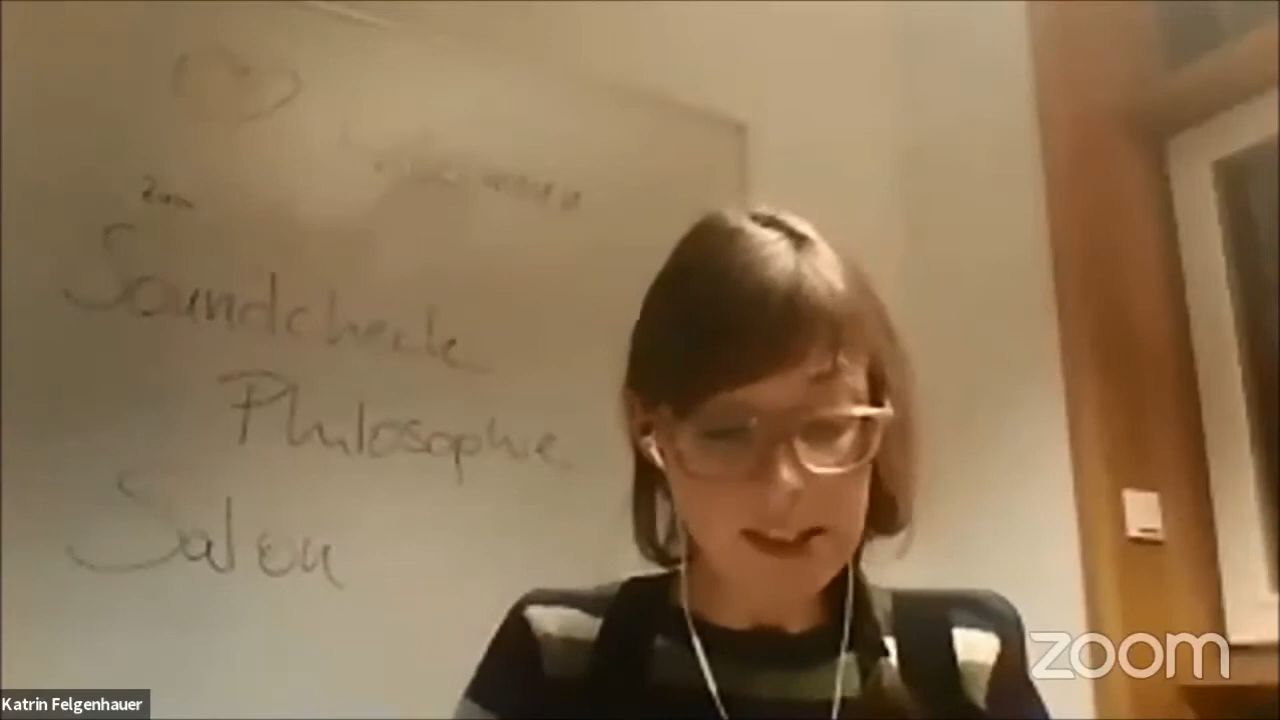 zum
Soundcheck
Philosophie
Salon
zoom
Katrin Felgenhauer